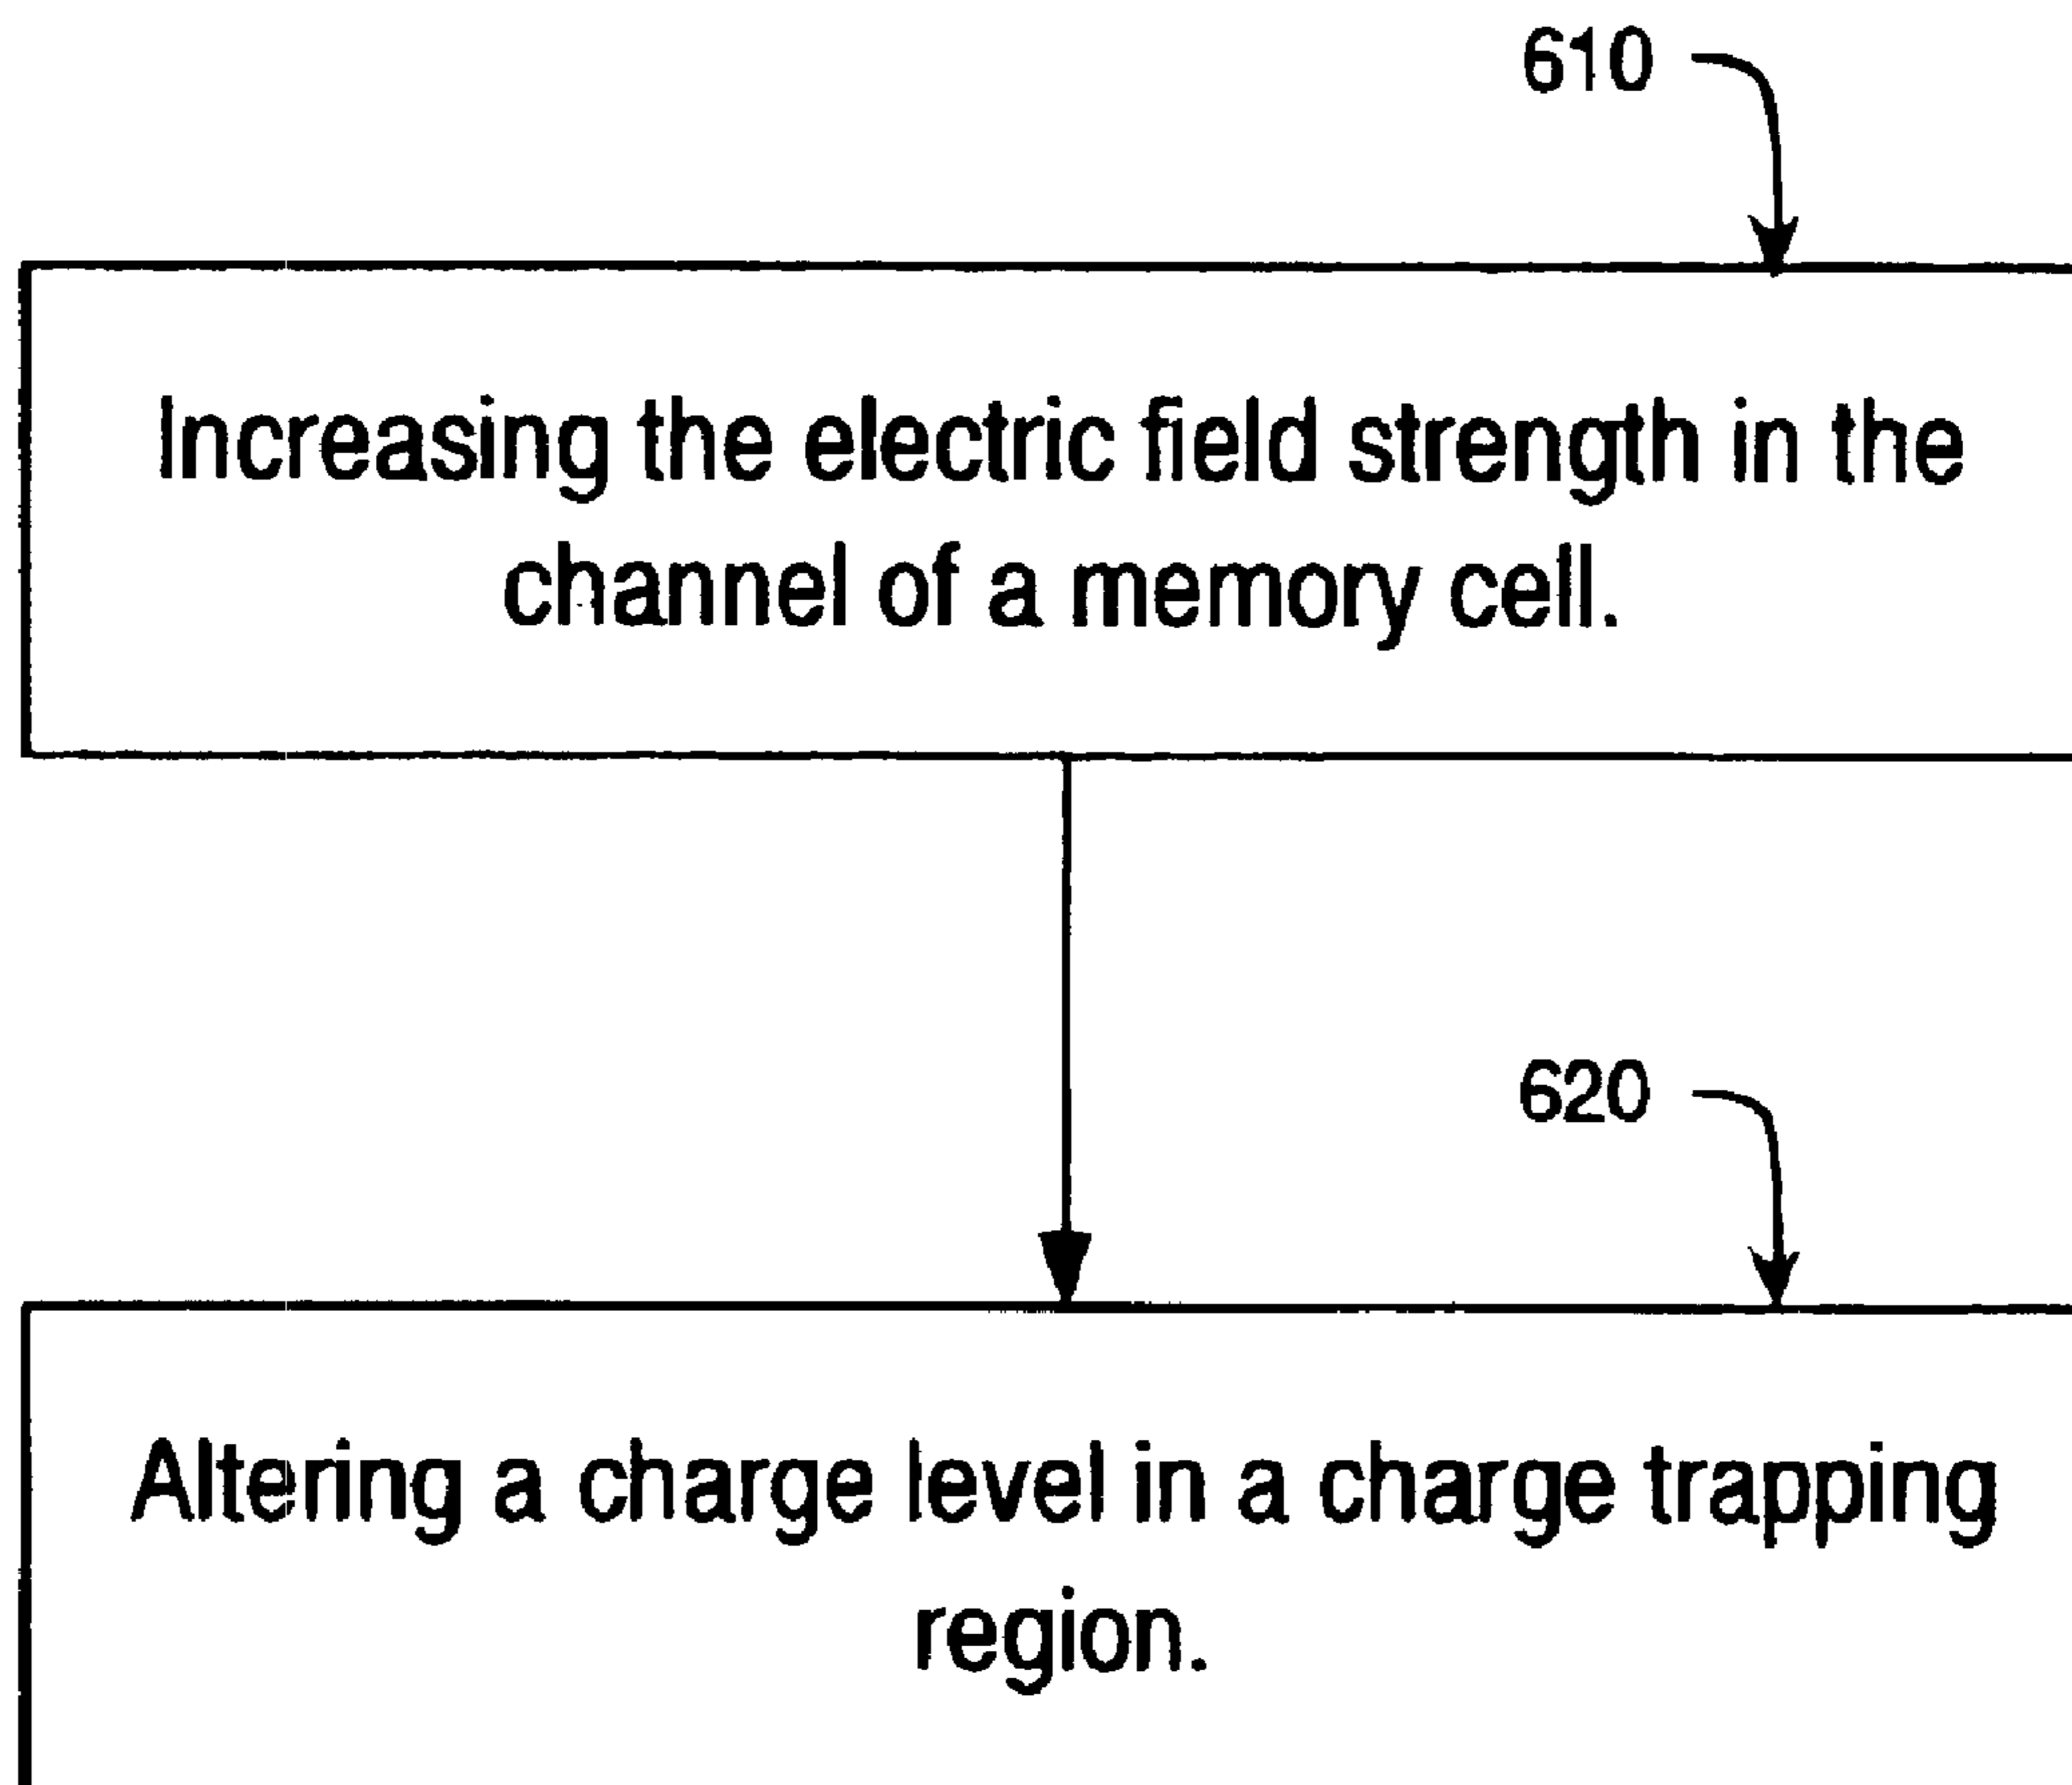 610
Increasing the electric field strength in the
channel of a memory cell.
620
Altering a charge level in a charge trapping
region.